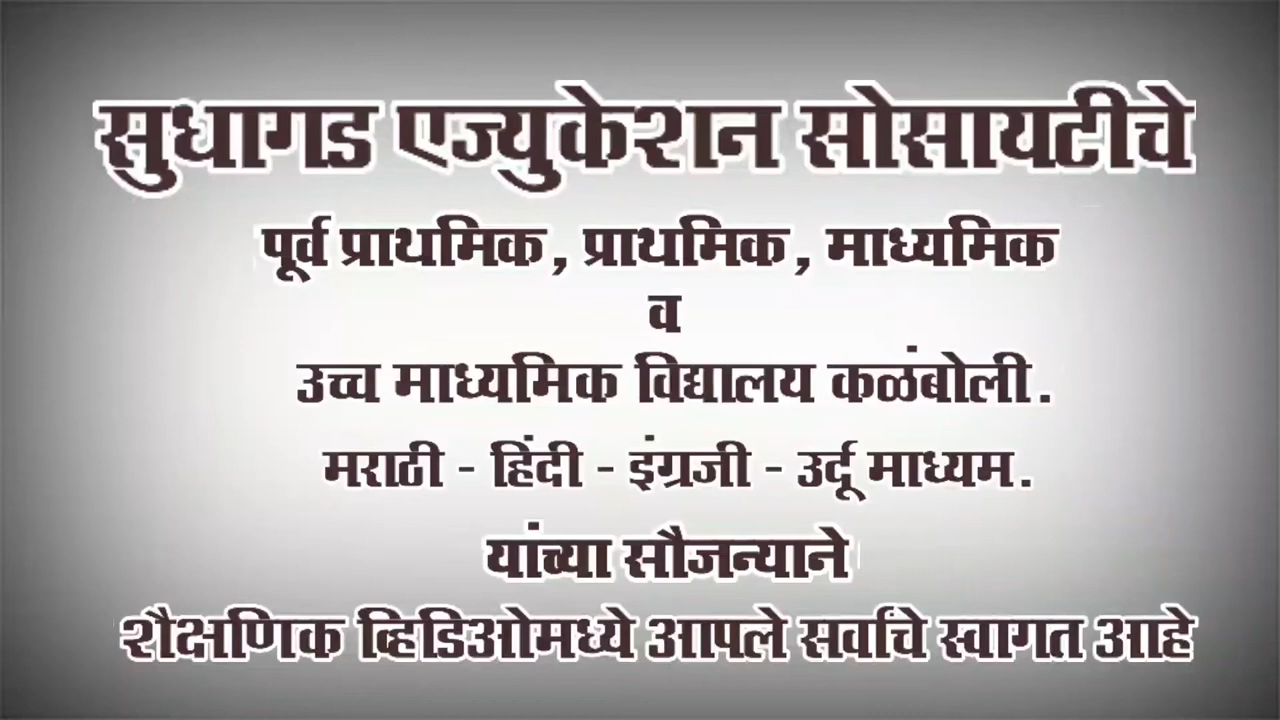 सुधागड एज्युकेशन सोसायटीचे
पूर्व प्राथमिक, प्राथमिक, माध्यमिक
व
उच्च माध्यमिक विद्यालय कळंबोली.
मराठी - हिंदी - इंग्रजी - उर्दू माध्यम.
यांच्या सौजन्याने
शैक्षणिक व्हिडिओमध्ये आपले सर्वांचे स्वागत आहे